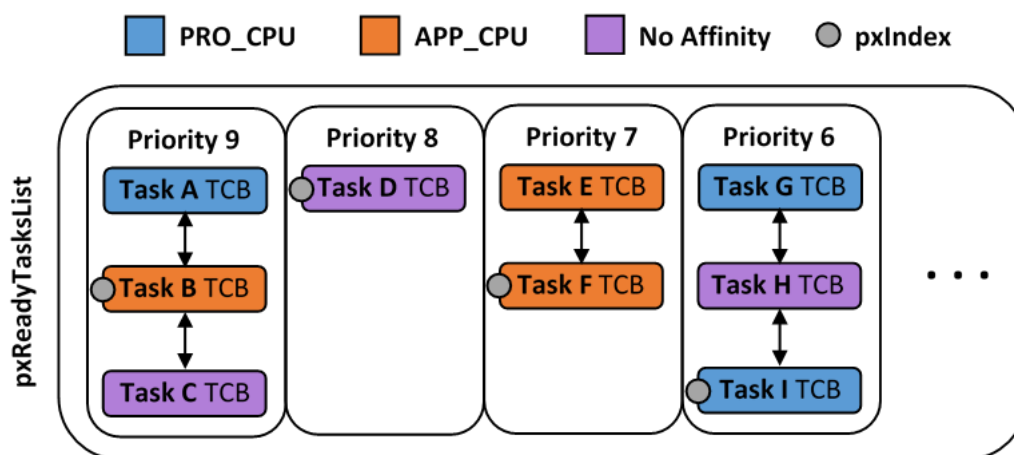 PRO_CPU APP_CPU No Affinity pxIndex
pxReadyTasksList
Priority 9 Priority 8 Priority 7 Priority 6
Task A TCB Task D TCB Task E TCB Task G TCB
Task B TCB Task F TCB Task H TCB
...
Task C TCB Task I TCB